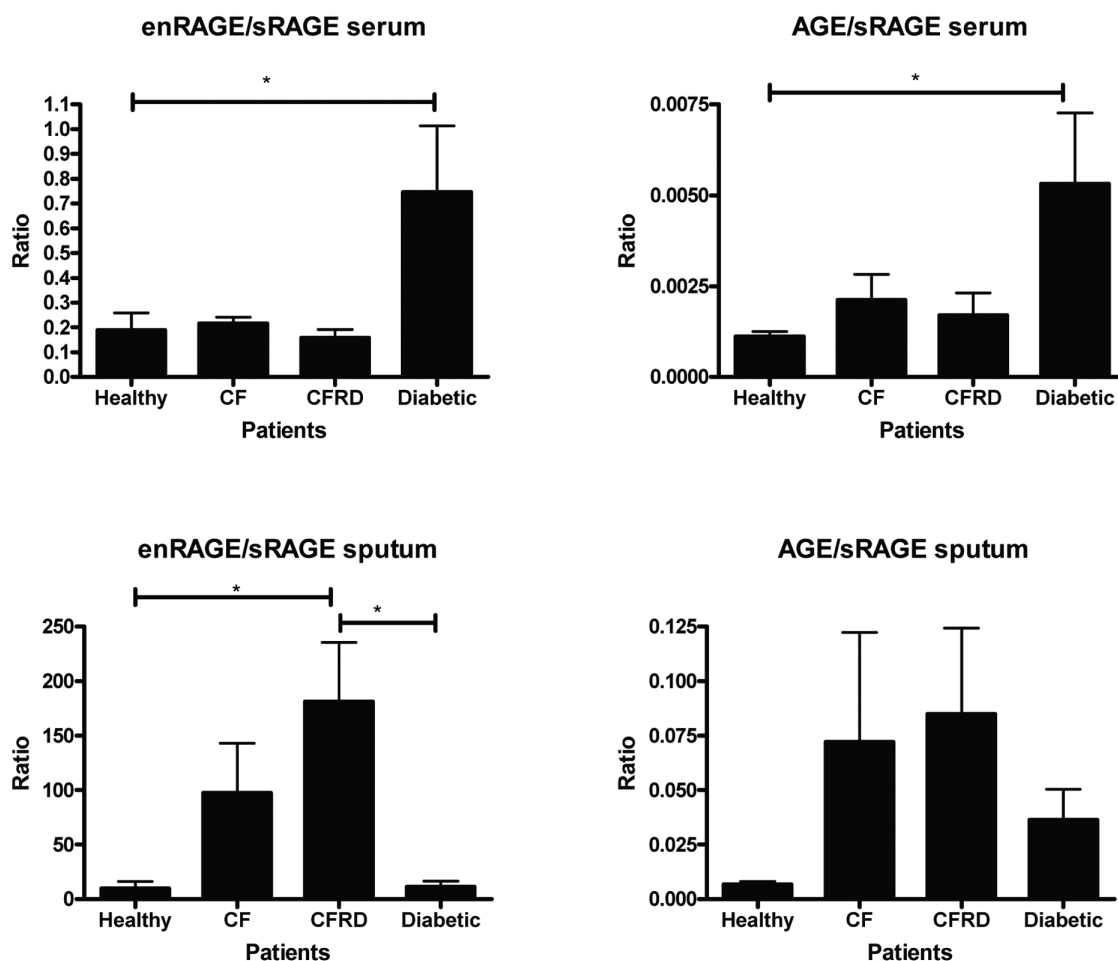 enRAGE/sRAGE serum
*
1.1
1.0
0.9
0.8
0.7
0.6
0.5
0.4
0.3
0.2
0.1
0.0
Ratio
Healthy CF CFRD Diabetic
Patients
AGE/sRAGE serum
*
0.0075
0.0050
0.0025
0.0000
Ratio
Healthy CF CFRD Diabetic
Patients
enRAGE/sRAGE sputum
*
*
250
200
150
100
50
0
Ratio
Healthy CF CFRD Diabetic
Patients
AGE/sRAGE sputum
0.125
0.100
0.075
0.050
0.025
0.000
Ratio
Healthy CF CFRD Diabetic
Patients